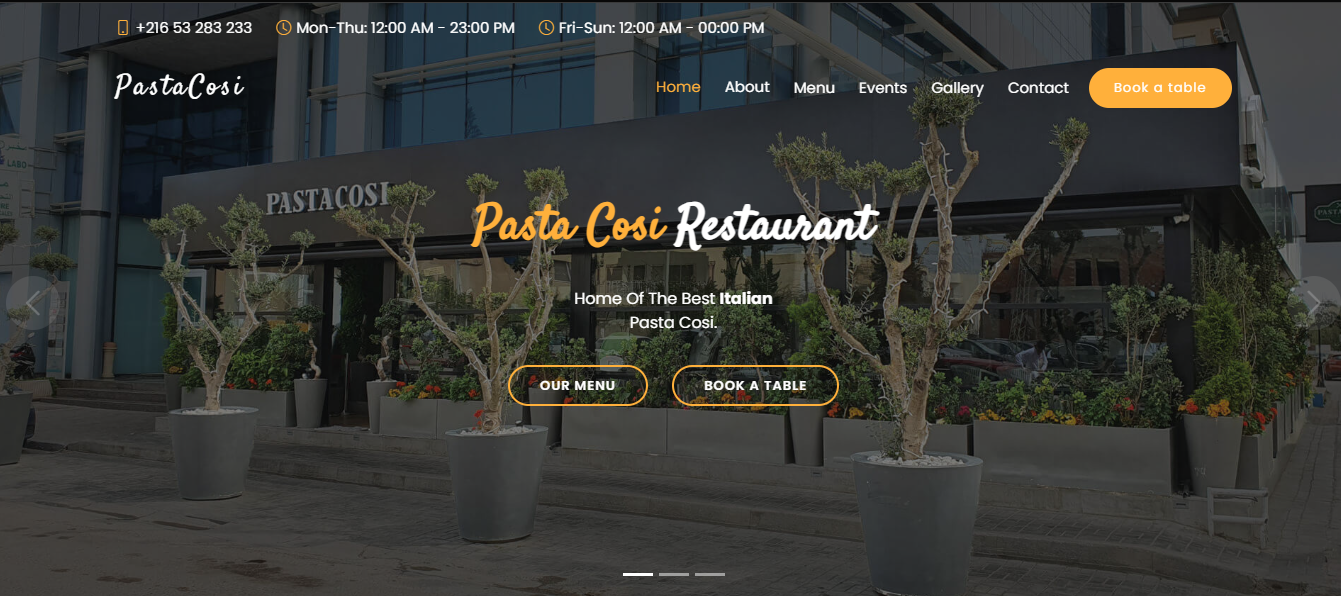 +216 53 283 233 Mon-Thu: 12:00 AM - 23:00 PM Fri-Sun: 12:00 AM - 00:00 PM
PastaCosi Home About Menu Events Gallery Contact Book a table
LABO
PASTACOSI
Pasta Cosi Restaurant
Home Of The Best Italian
Pasta Cosi.
OUR MENU BOOK A TABLE